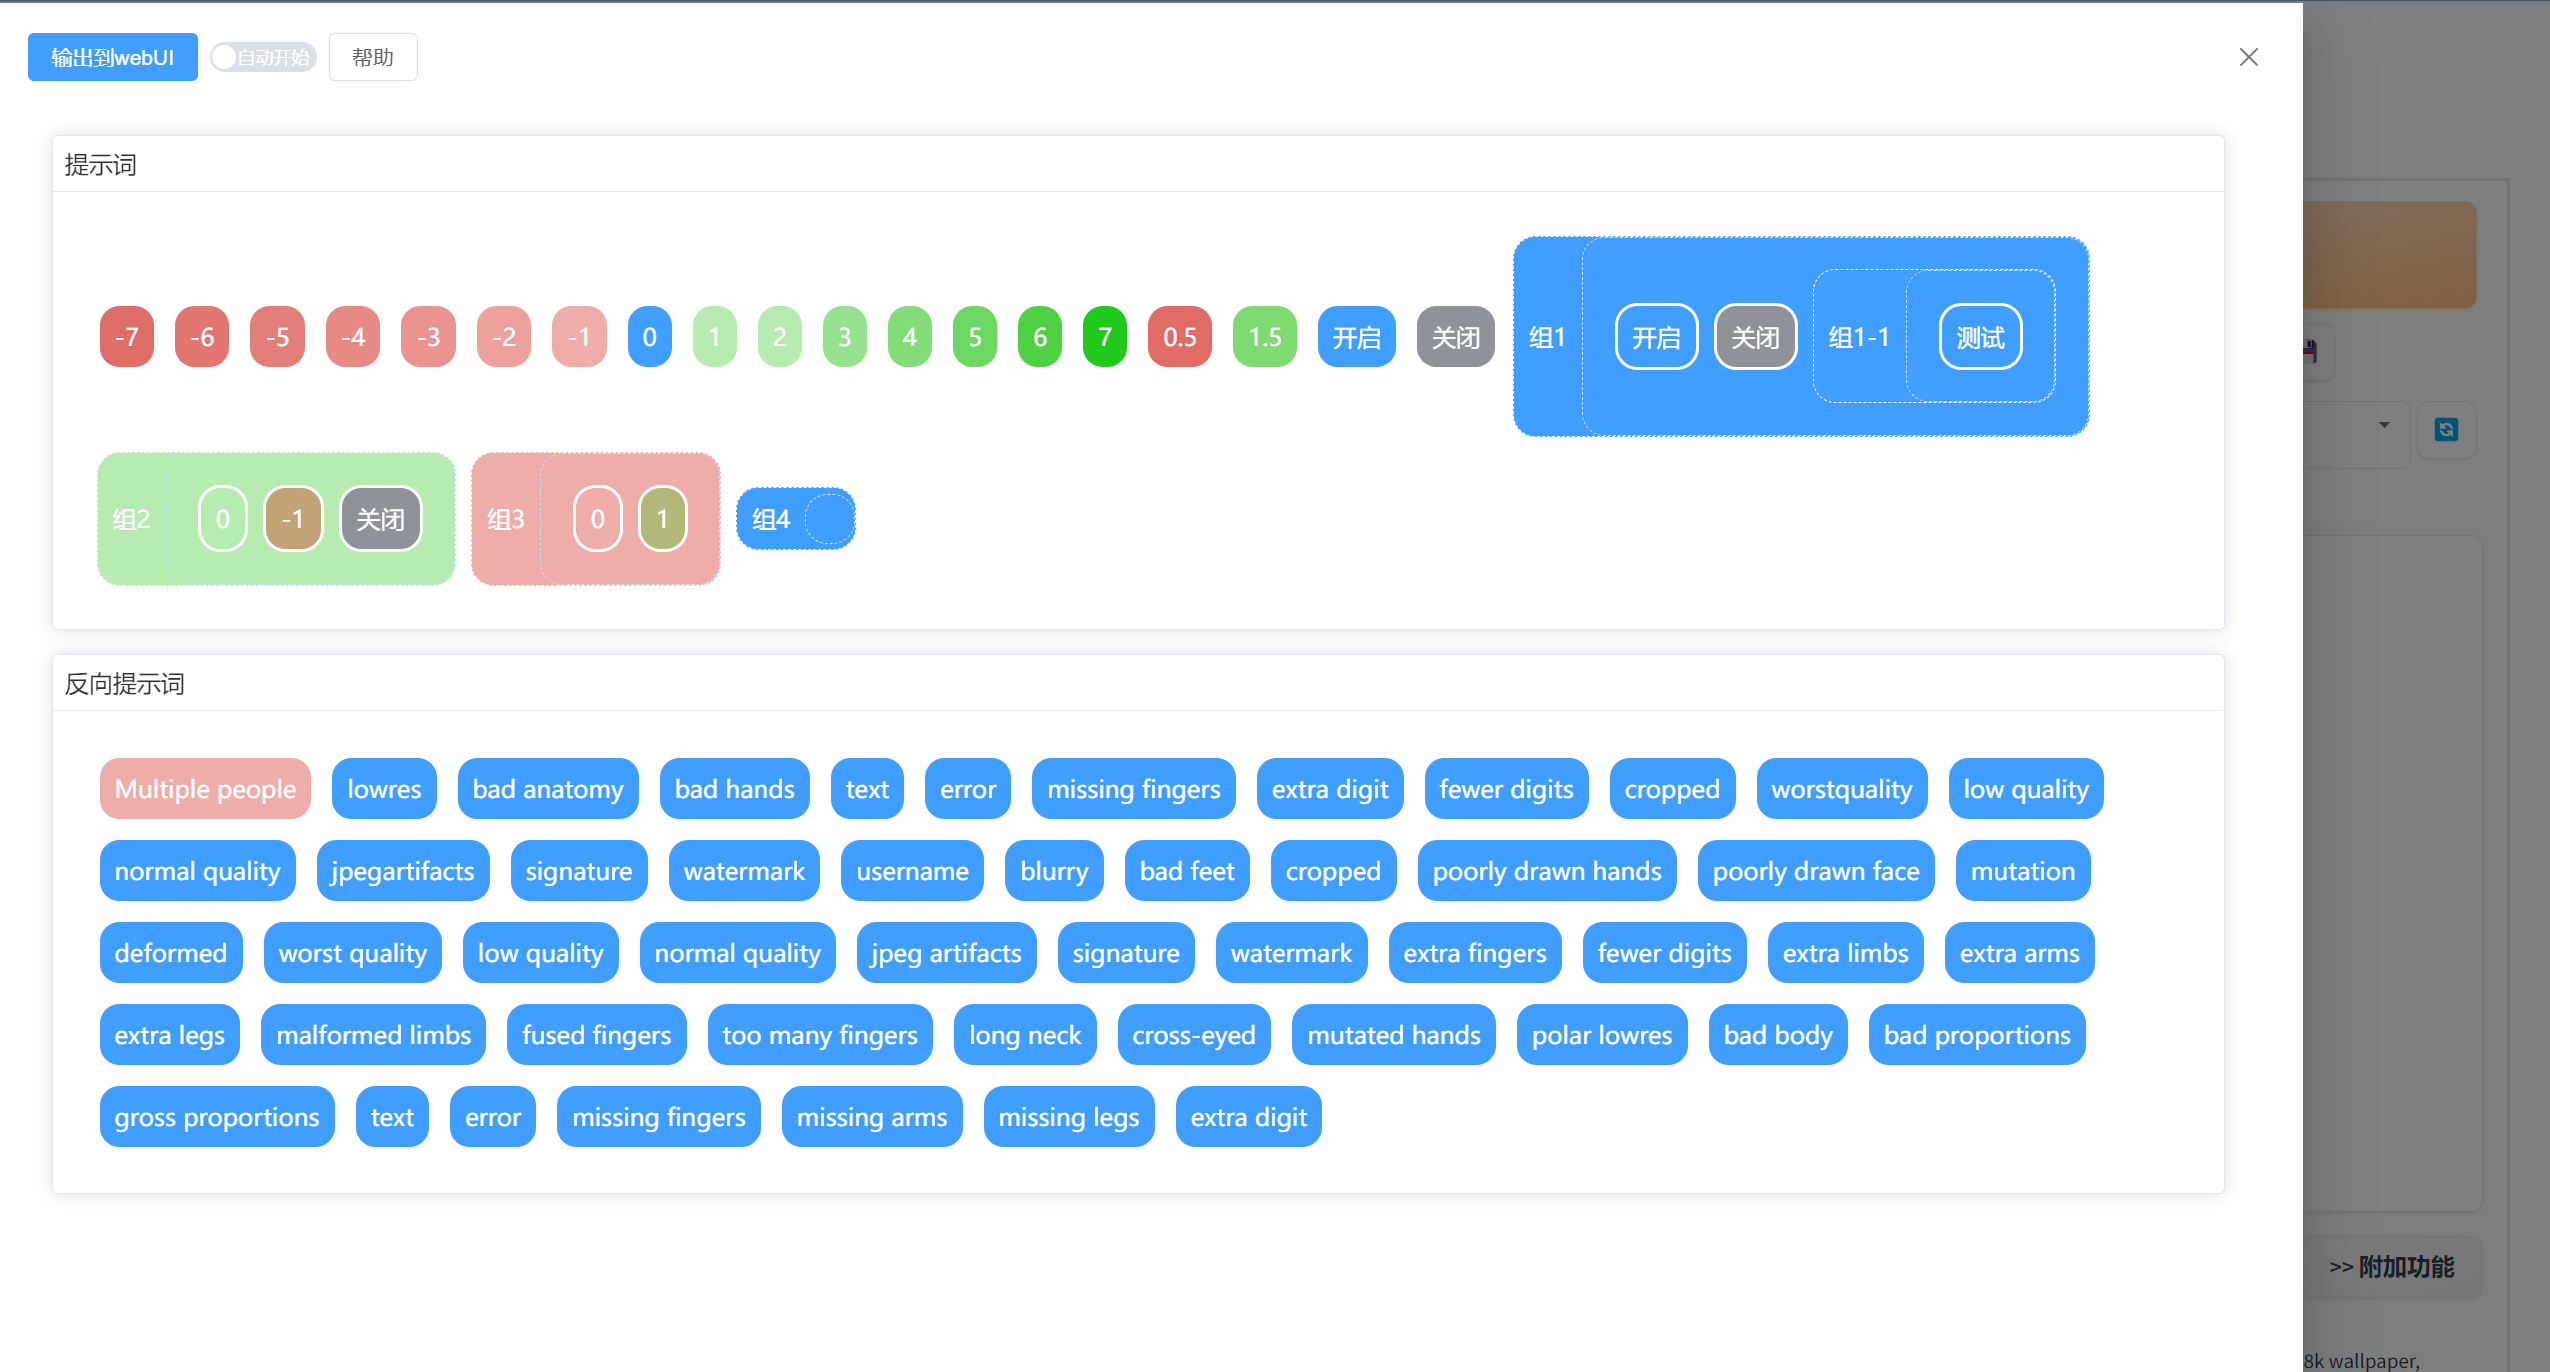 输出到webUI 自动开始 帮助
提示词
-7 -6 -5 -4 -3 -2 -1 0 1 2 3 4 5 6 7 0.5 1.5 开启 关闭 组1 开启 关闭 组1-1 测试
组2 0 -1 关闭 组3 0 1 组4
反向提示词
Multiple people lowres bad anatomy bad hands text error missing fingers extra digit fewer digits cropped worstquality low quality
normal quality jpegartifacts signature watermark username blurry bad feet cropped poorly drawn hands poorly drawn face mutation
deformed worst quality low quality normal quality jpeg artifacts signature watermark extra fingers fewer digits extra limbs extra arms
extra legs malformed limbs fused fingers too many fingers long neck cross-eyed mutated hands polar lowres bad body bad proportions
gross proportions text error missing fingers missing arms missing legs extra digit
>> 附加功能
8k wallpaper,